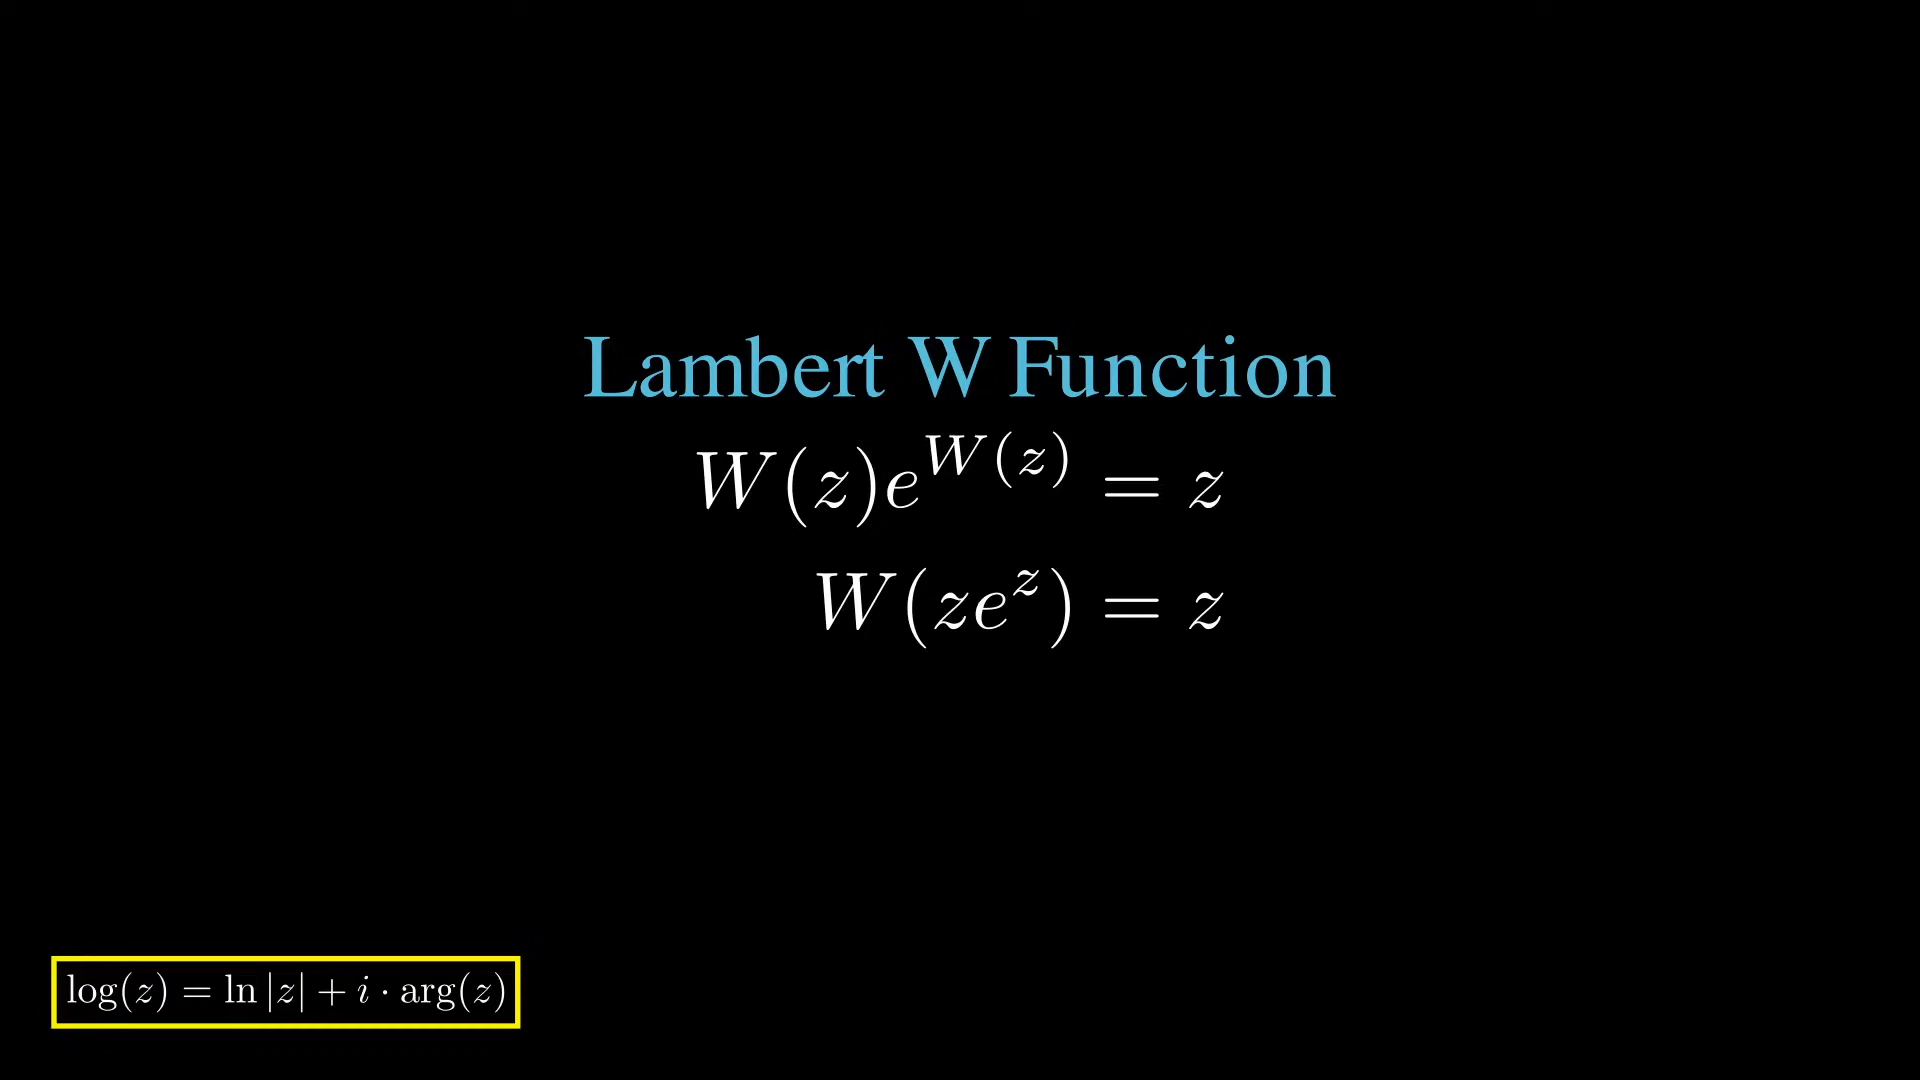 Lambert W Function
W(z)e^{W(z)} = z
W(ze^z) = z
log(z) = ln |z| + i · arg(z)